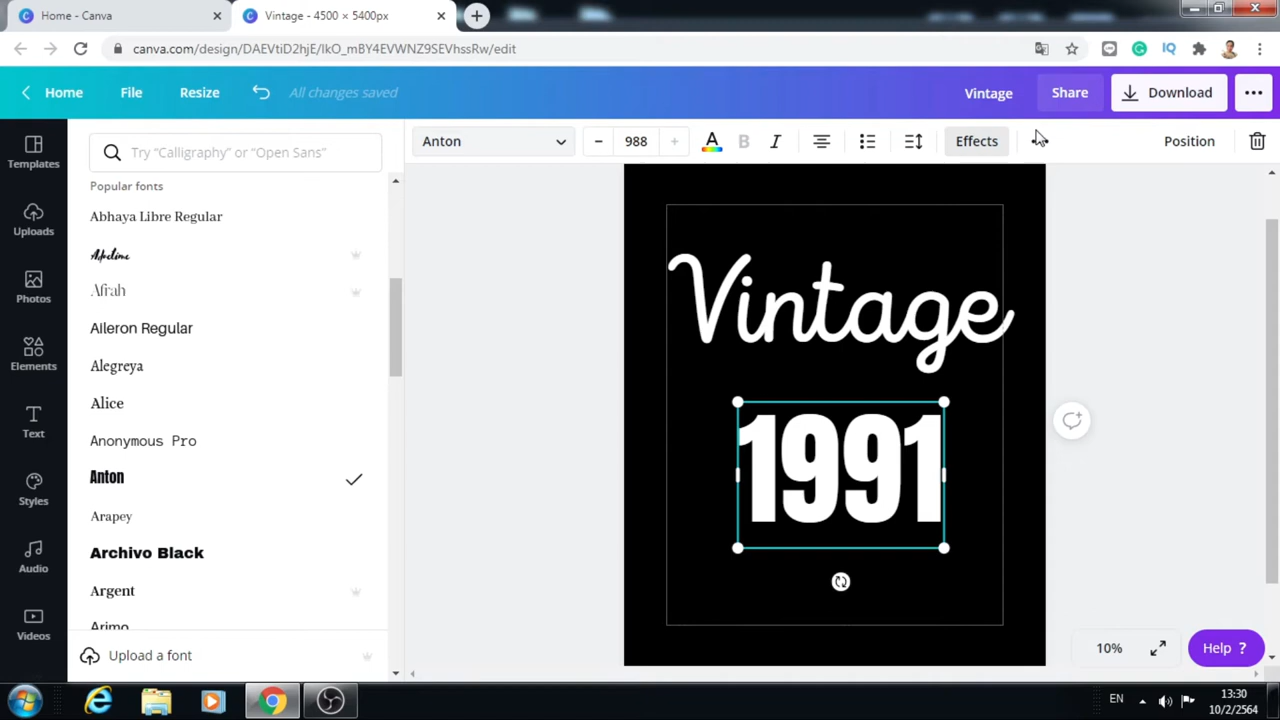 Home - Canva
Vintage - 4500 × 5400px
canva.com/design/DAEVtiD2hjE/lkO_mBY4EVWNZ9SEVhssRw/edit
Home File Resize All changes saved Vintage Share Download
Try “Calligraphy” or “Open Sans”
Anton 988 A B I Effects Position
Templates
Uploads
Photos
Elements
Text
Styles
Audio
Videos
Popular fonts
Abhaya Libre Regular
Adeline
Afrah
Aileron Regular
Alegreya
Alice
Anonymous Pro
Anton
Arapey
Archivo Black
Argent
Arimo
Upload a font
Vintage
1991
10%
Help ?
EN
13:30
10/2/2564